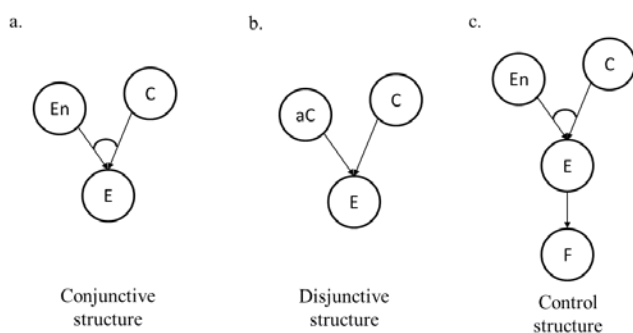 a.
b.
c.
En
C
E
aC
C
E
En
C
E
F
Conjunctive
structure
Disjunctive
structure
Control
structure